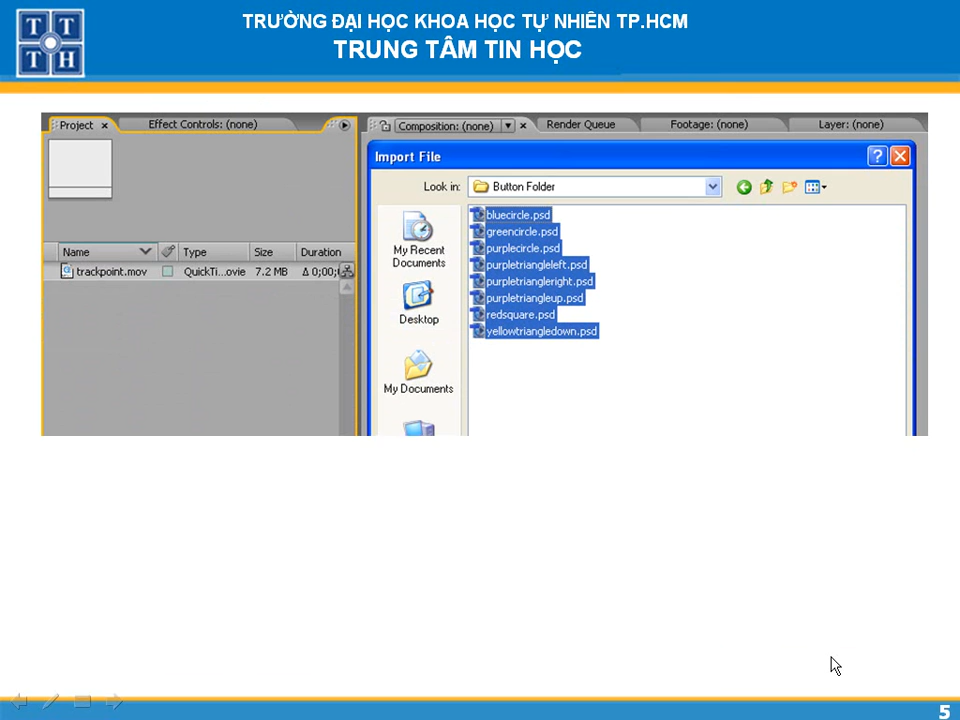 TRƯỜNG ĐẠI HỌC KHOA HỌC TỰ NHIÊN TP.HCM
TRUNG TÂM TIN HỌC
T T
T H
Project
Effect Controls: (none)
Composition: (none)
Render Queue
Footage: (none)
Layer: (none)
Import File
Look in: Button Folder
Name Type Size Duration
trackpoint.mov QuickTi...ovie 7.2 MB Δ 0;00;
My Recent
Documents
Desktop
My Documents
bluecircle.psd
greencircle.psd
purplecircle.psd
purpletriangleleft.psd
purpletriangleright.psd
purpletriangleup.psd
redsquare.psd
yellowtriangledown.psd
5